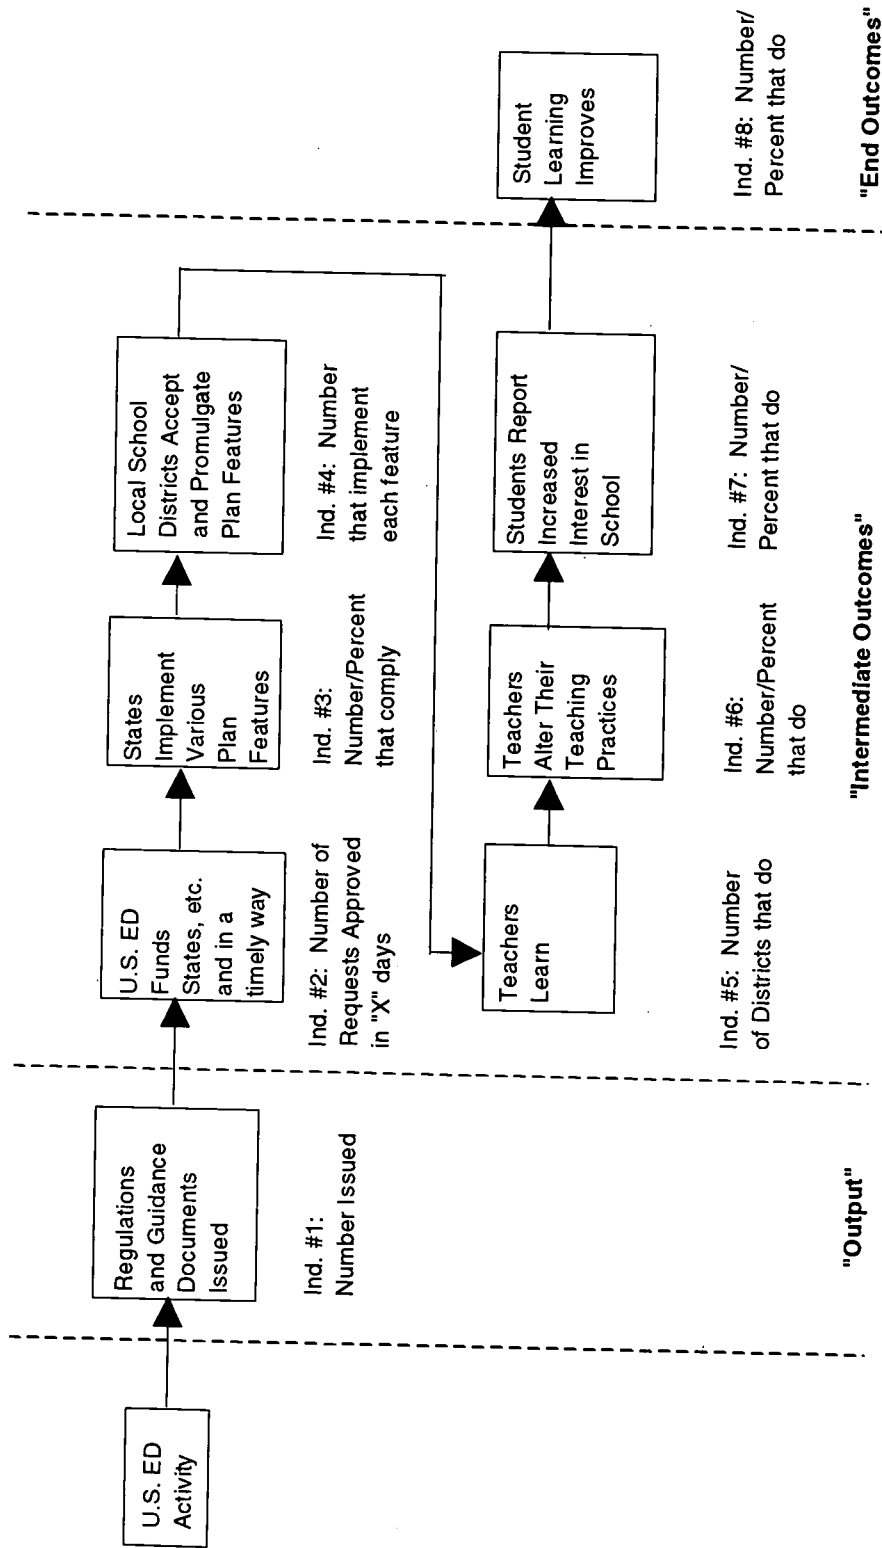 U.S. ED
Activity
Regulations
and Guidance
Documents
Issued
Ind. #1:
Number Issued
"Output"
U.S. ED
Funds
States, etc.
and in a
timely way
Ind. #2: Number of
Requests Approved
in "X" days
States
Implement
Various
Plan
Features
Ind. #3:
Number/Percent
that comply
Local School
Districts Accept
and Promulgate
Plan Features
Ind. #4: Number
that implement
each feature
Teachers
Learn
Ind. #5: Number
of Districts that do
Teachers
Alter Their
Teaching
Practices
Ind. #6:
Number/Percent
that do
Students Report
Increased
Interest in
School
Ind. #7: Number/
Percent that do
"Intermediate Outcomes"
Student
Learning
Improves
Ind. #8: Number/
Percent that do
"End Outcomes"